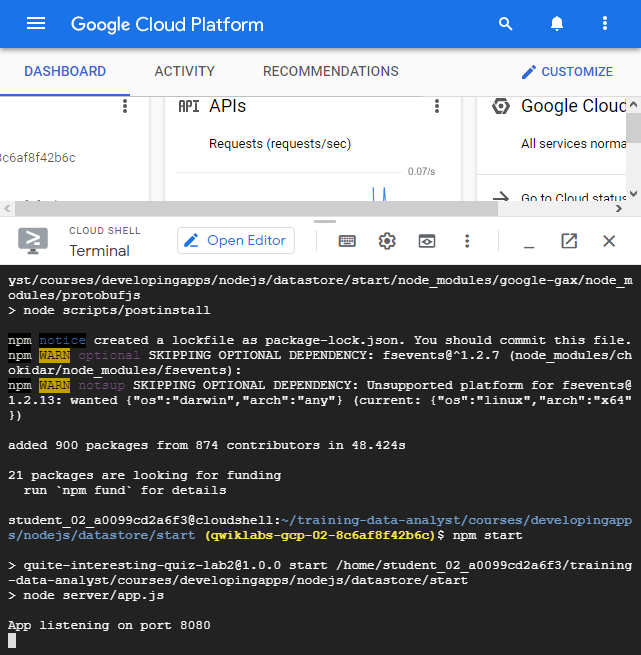 Google Cloud Platform
DASHBOARD ACTIVITY RECOMMENDATIONS CUSTOMIZE
API APIs Google Cloud
8c6af8f42b6c Requests (requests/sec) All services norma
0.07/s
Go to Cloud status
CLOUD SHELL
Terminal Open Editor
yst/courses/developingapps/nodejs/datastore/start/node_modules/google-gax/node_m
odules/protobufjs
> node scripts/postinstall
npm notice created a lockfile as package-lock.json. You should commit this file.
npm WARN optional SKIPPING OPTIONAL DEPENDENCY: fsevents@^1.2.7 (node_modules/ch
okidar/node_modules/fsevents):
npm WARN notsup SKIPPING OPTIONAL DEPENDENCY: Unsupported platform for fsevents@
1.2.13: wanted {"os":"darwin","arch":"any"} (current: {"os":"linux","arch":"x64"
})
added 900 packages from 874 contributors in 48.424s
21 packages are looking for funding
run `npm fund` for details
student_02_a0099cd2a6f3@cloudshell:~/training-data-analyst/courses/developingapp
s/nodejs/datastore/start (qwiklabs-gcp-02-8c6af8f42b6c)$ npm start
> quite-interesting-quiz-lab2@1.0.0 start /home/student_02_a0099cd2a6f3/training
-data-analyst/courses/developingapps/nodejs/datastore/start
> node server/app.js
App listening on port 8080